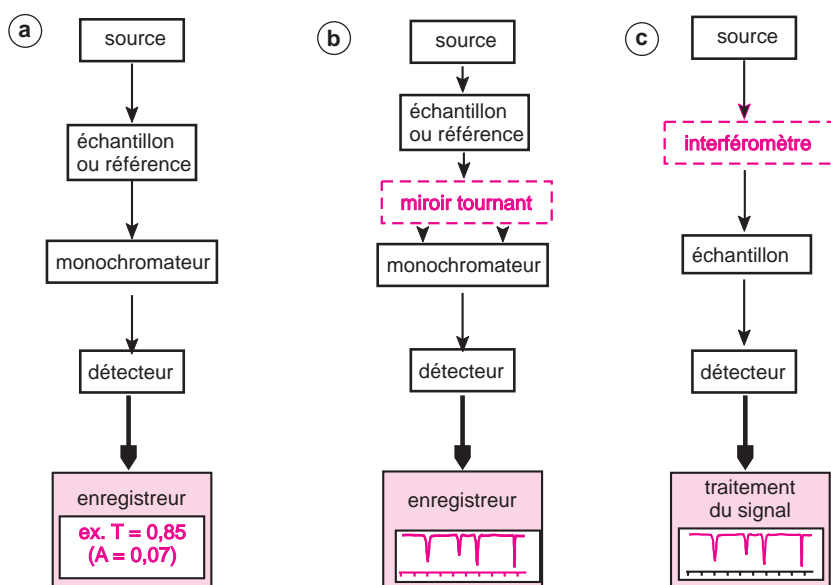 a
source
échantillon
ou référence
monochromateur
détecteur
enregistreur
ex. T = 0,85
(A = 0,07)
b
source
échantillon
ou référence
miroir tournant
monochromateur
détecteur
enregistreur
c
source
interféromètre
échantillon
détecteur
traitement
du signal